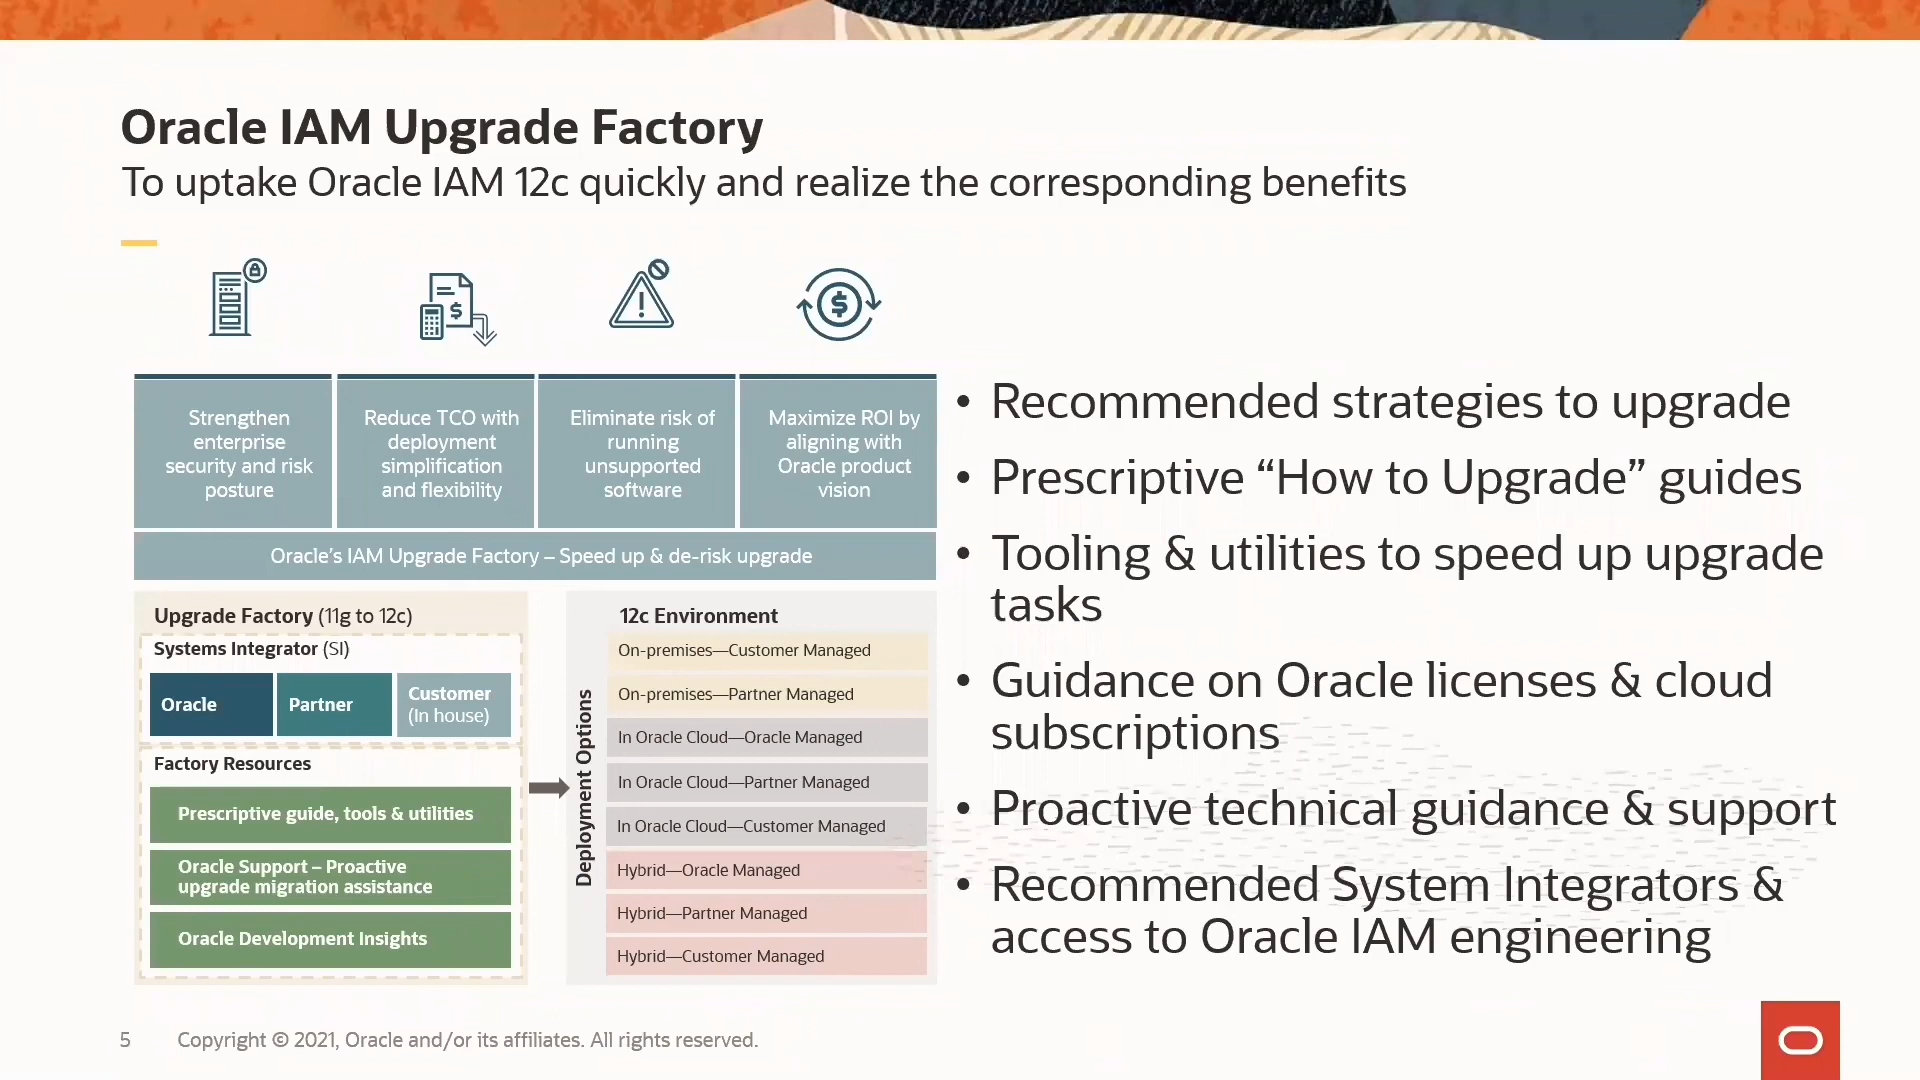 Oracle IAM Upgrade Factory
To uptake Oracle IAM 12c quickly and realize the corresponding benefits
Strengthen
enterprise
security and risk
posture
Reduce TCO with
deployment
simplification
and flexibility
Eliminate risk of
running
unsupported
software
Maximize ROI by
aligning with
Oracle product
vision
Oracle’s IAM Upgrade Factory – Speed up & de-risk upgrade
Upgrade Factory (11g to 12c)
Systems Integrator (SI)
Oracle
Partner
Customer
(In house)
Factory Resources
Prescriptive guide, tools & utilities
Oracle Support – Proactive
upgrade migration assistance
Oracle Development Insights
Deployment Options
12c Environment
On-premises—Customer Managed
On-premises—Partner Managed
In Oracle Cloud—Oracle Managed
In Oracle Cloud—Partner Managed
In Oracle Cloud—Customer Managed
Hybrid—Oracle Managed
Hybrid—Partner Managed
Hybrid—Customer Managed
• Recommended strategies to upgrade
• Prescriptive “How to Upgrade” guides
• Tooling & utilities to speed up upgrade
tasks
• Guidance on Oracle licenses & cloud
subscriptions
• Proactive technical guidance & support
• Recommended System Integrators &
access to Oracle IAM engineering
5 Copyright © 2021, Oracle and/or its affiliates. All rights reserved.